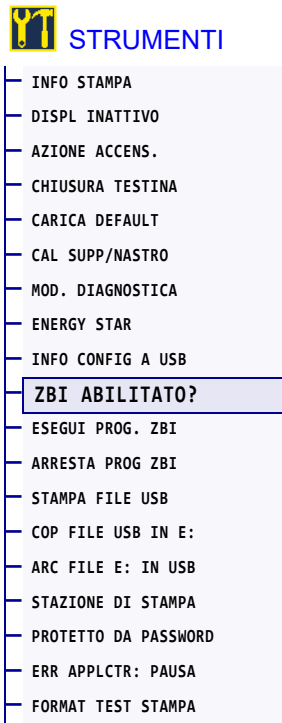 STRUMENTI
INFO STAMPA
DISPL INATTIVO
AZIONE ACCENS.
CHIUSURA TESTINA
CARICA DEFAULT
CAL SUPP/NASTRO
MOD. DIAGNOSTICA
ENERGY STAR
INFO CONFIG A USB
ZBI ABILITATO?
ESEGUI PROG. ZBI
ARRESTA PROG ZBI
STAMPA FILE USB
COP FILE USB IN E:
ARC FILE E: IN USB
STAZIONE DI STAMPA
PROTETTO DA PASSWORD
ERR APPLCTR: PAUSA
FORMAT TEST STAMPA